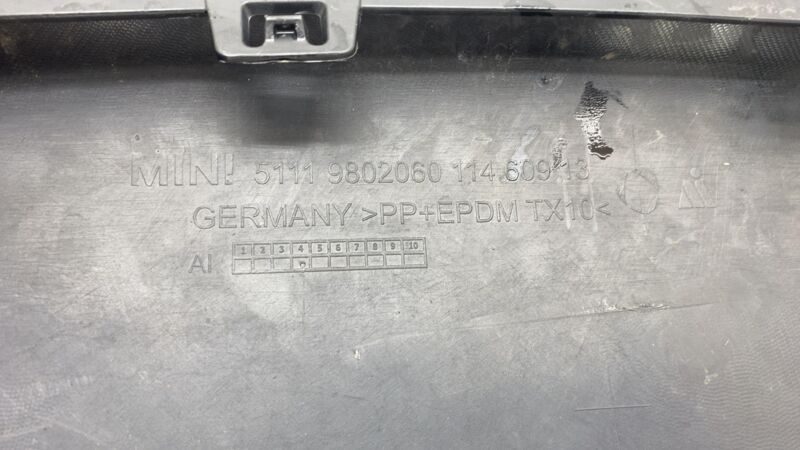 MINI 5111 9802060 114.609 13
GERMANY >PP+EPDM TX10<
AI 1 2 3 4 5 6 7 8 9 10